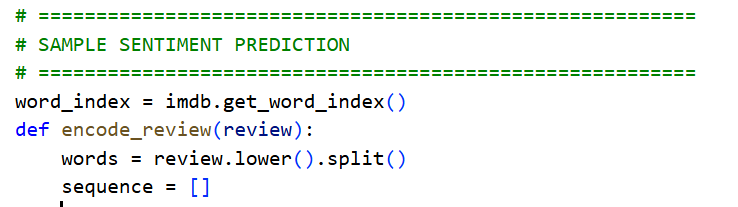 # =========================================================
# SAMPLE SENTIMENT PREDICTION
# =========================================================
word_index = imdb.get_word_index()
def encode_review(review):
    words = review.lower().split()
    sequence = []